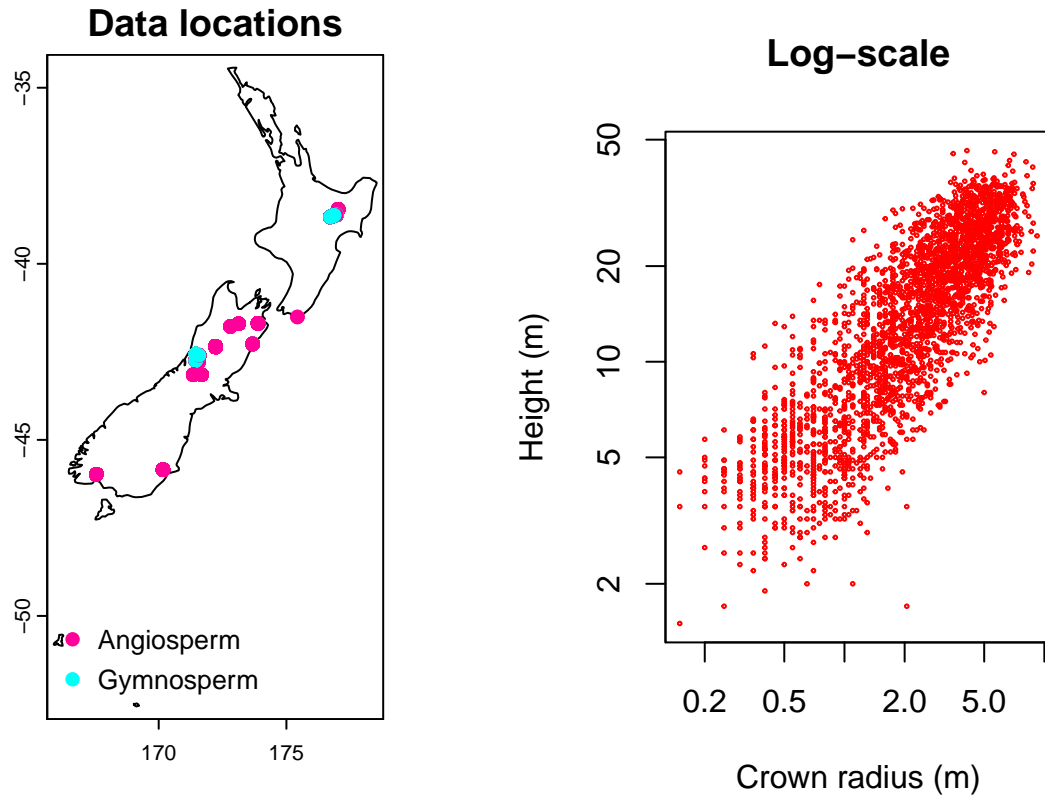 Data locations
−35
−40
−45
−50
Angiosperm
Gymnosperm
170 175
Log−scale
50
20
10
5
2
Height (m)
0.2 0.5 2.0 5.0
Crown radius (m)